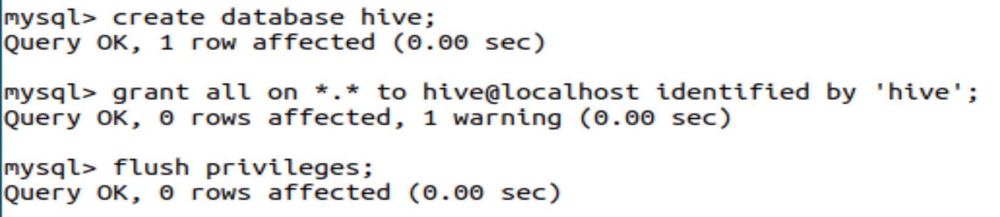 mysql> create database hive;
Query OK, 1 row affected (0.00 sec)
mysql> grant all on *.* to hive@localhost identified by 'hive';
Query OK, 0 rows affected, 1 warning (0.00 sec)
mysql> flush privileges;
Query OK, 0 rows affected (0.00 sec)